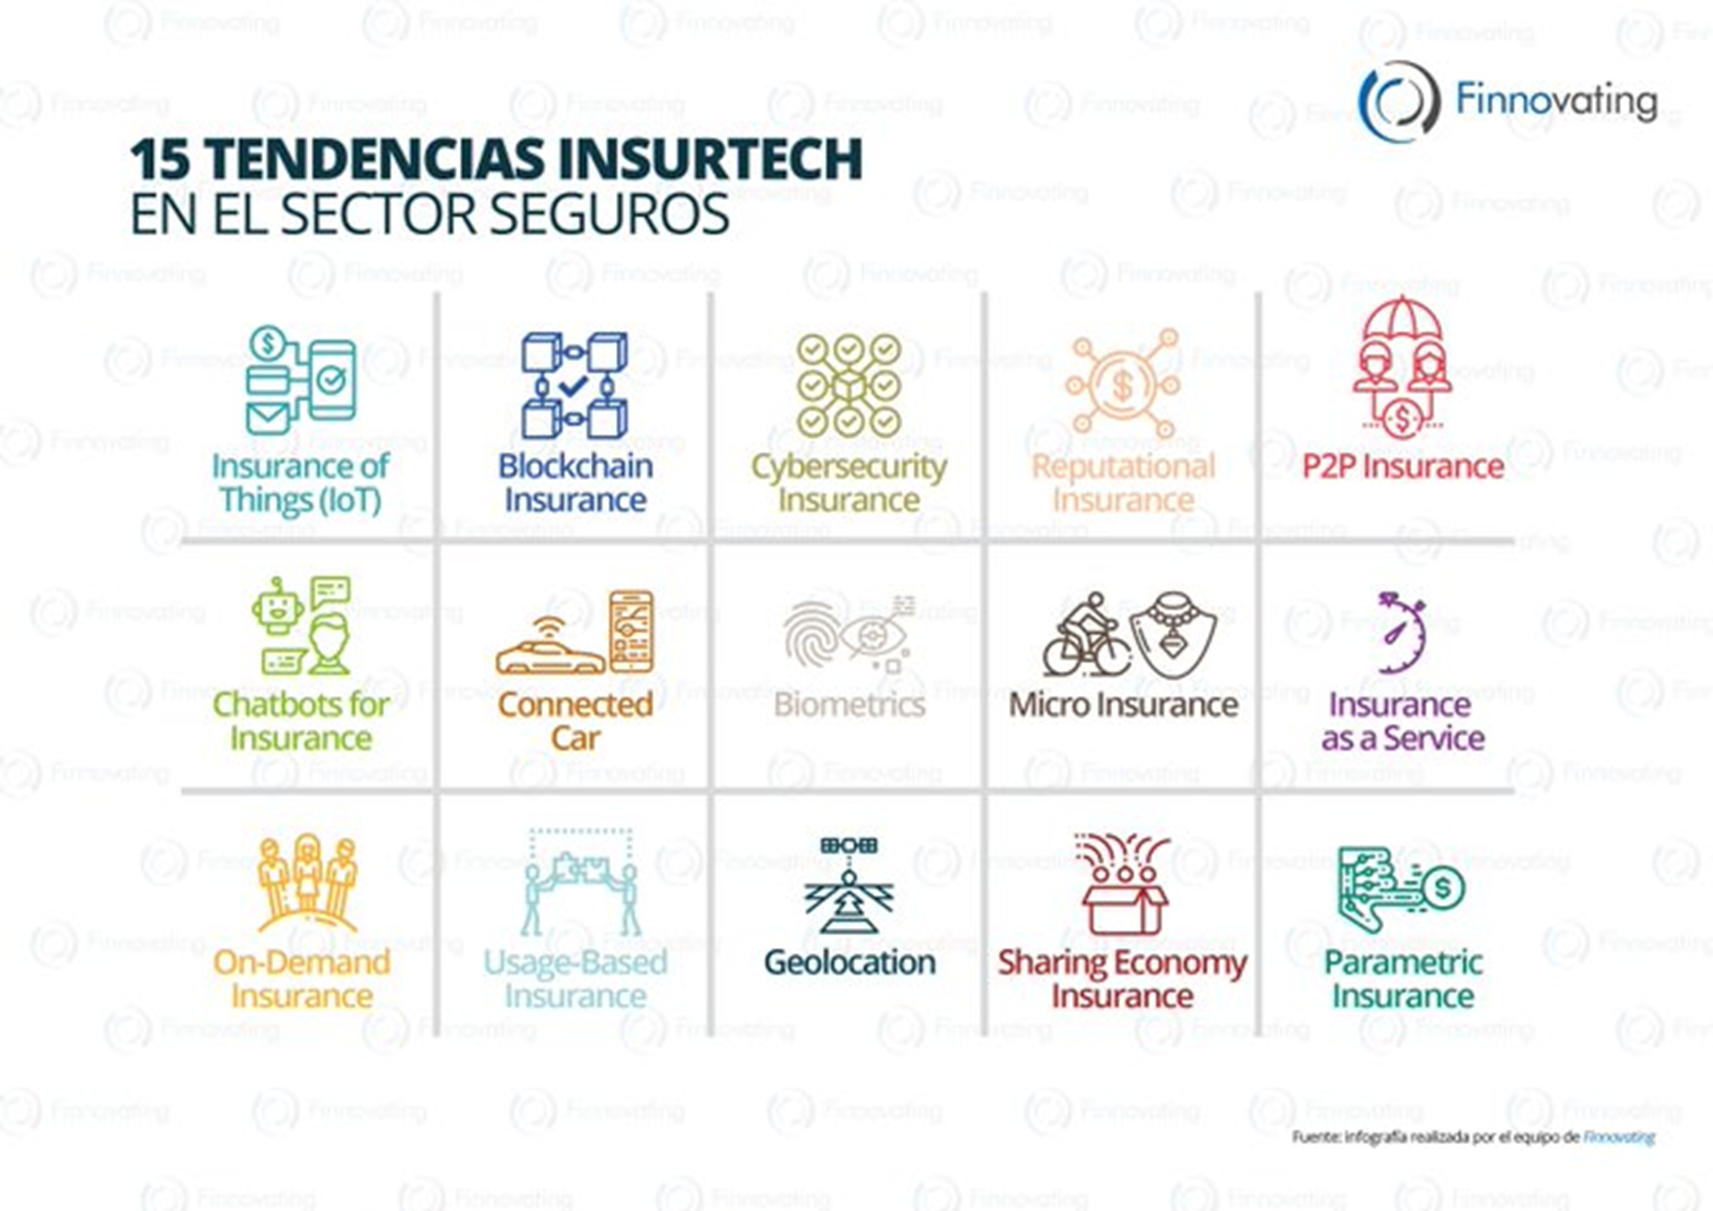 Finnovating
15 TENDENCIAS INSURTECH
EN EL SECTOR SEGUROS
Insurance of
Things (IoT)
Blockchain
Insurance
Cybersecurity
Insurance
Reputational
Insurance
P2P Insurance
Chatbots for
Insurance
Connected
Car
Biometrics
Micro Insurance
Insurance
as a Service
On-Demand
Insurance
Usage-Based
Insurance
Geolocation
Sharing Economy
Insurance
Parametric
Insurance
Fuente: infografía realizada por el equipo de Finnovating